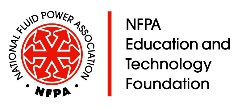 NATIONAL FLUID POWER ASSOCIATION
• NFPA •
NFPA
Education and
Technology
Foundation